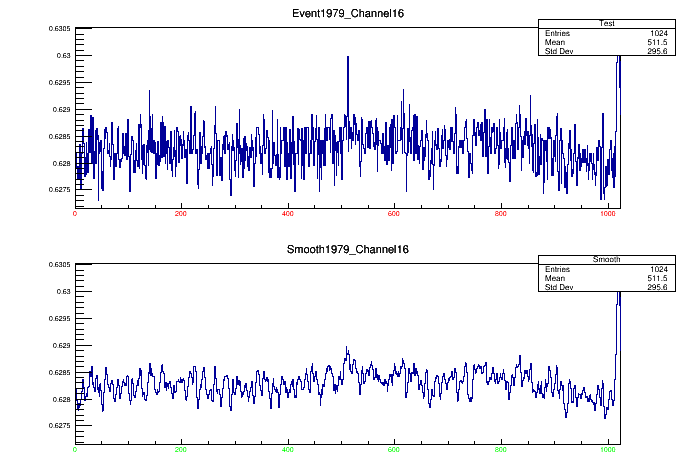 Event1979_Channel16
Test
Entries 1024
Mean 511.5
Std Dev 295.6
0.6305
0.63
0.6295
0.629
0.6285
0.628
0.6275
0 200 400 600 800 1000
Smooth1979_Channel16
Smooth
Entries 1024
Mean 511.5
Std Dev 295.6
0.6305
0.63
0.6295
0.629
0.6285
0.628
0.6275
0 200 400 600 800 1000